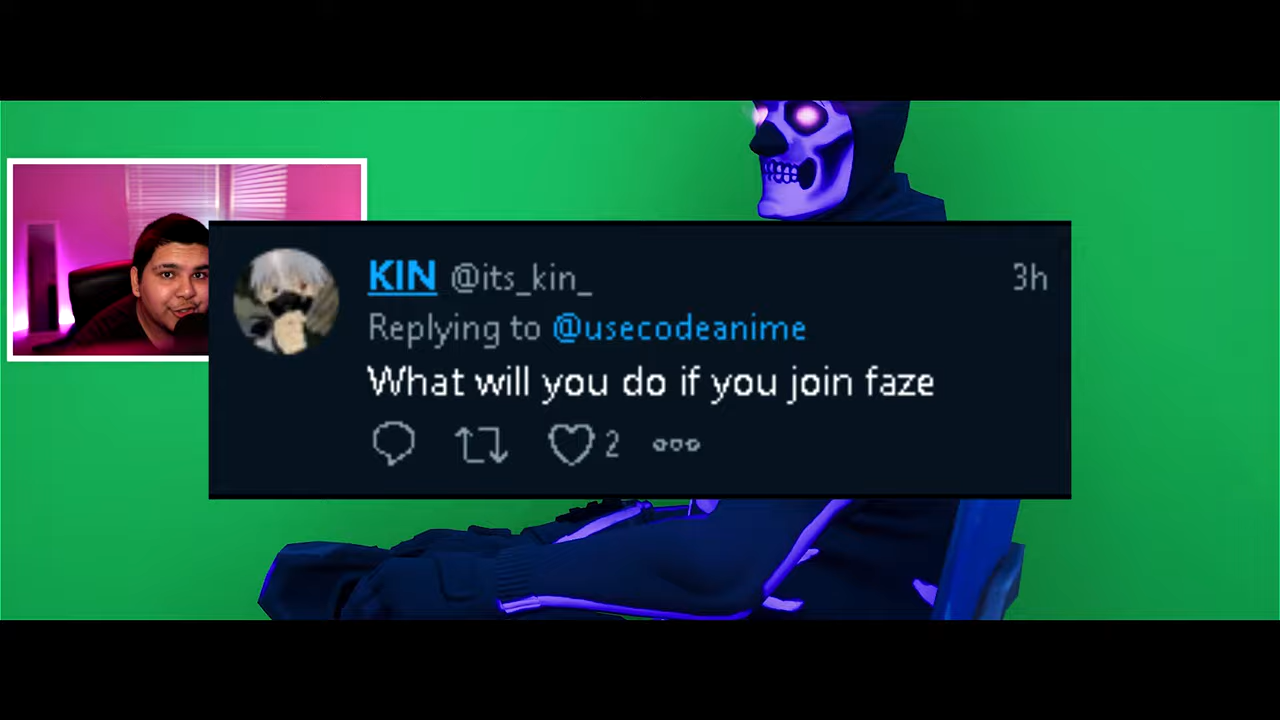 KIN @its_kin_ 3h
Replying to @usecodeanime
What will you do if you join faze
2